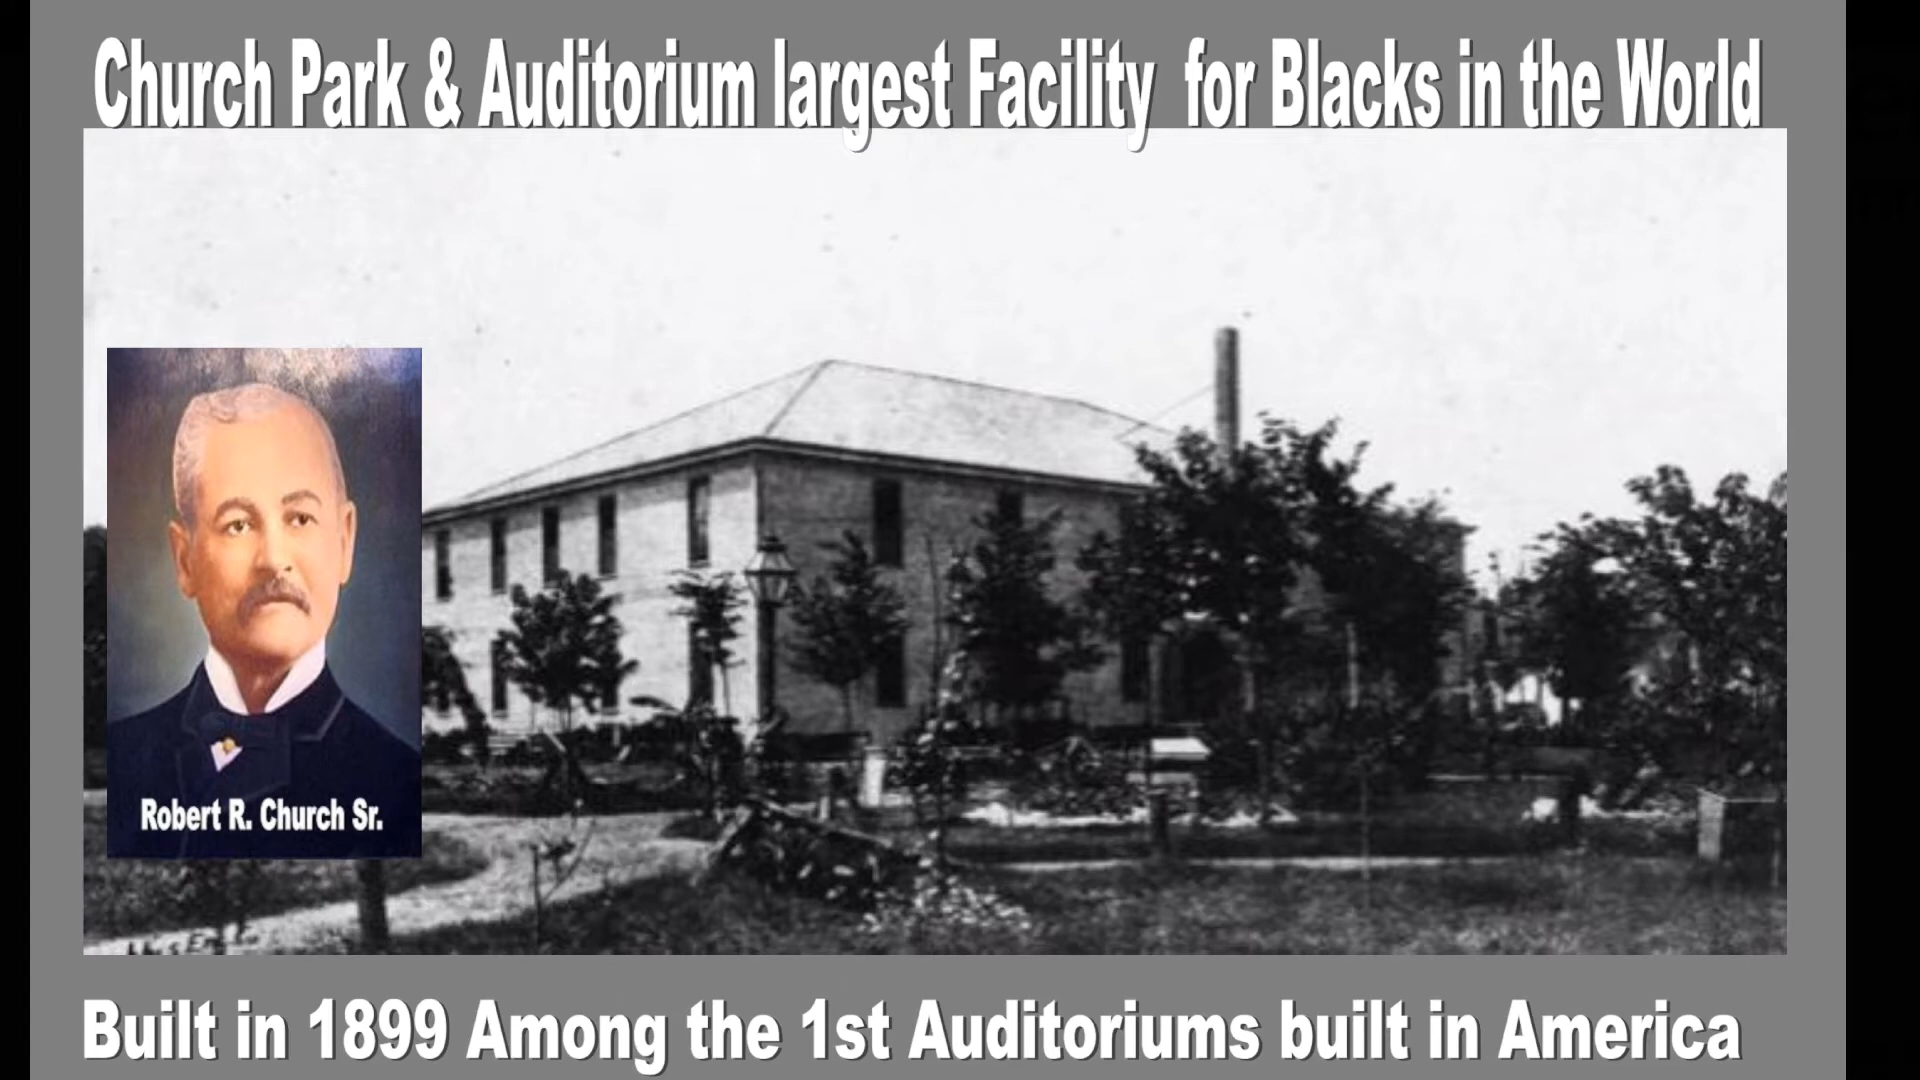 Church Park & Auditorium largest Facility for Blacks in the World
Robert R. Church Sr.
Built in 1899 Among the 1st Auditoriums built in America